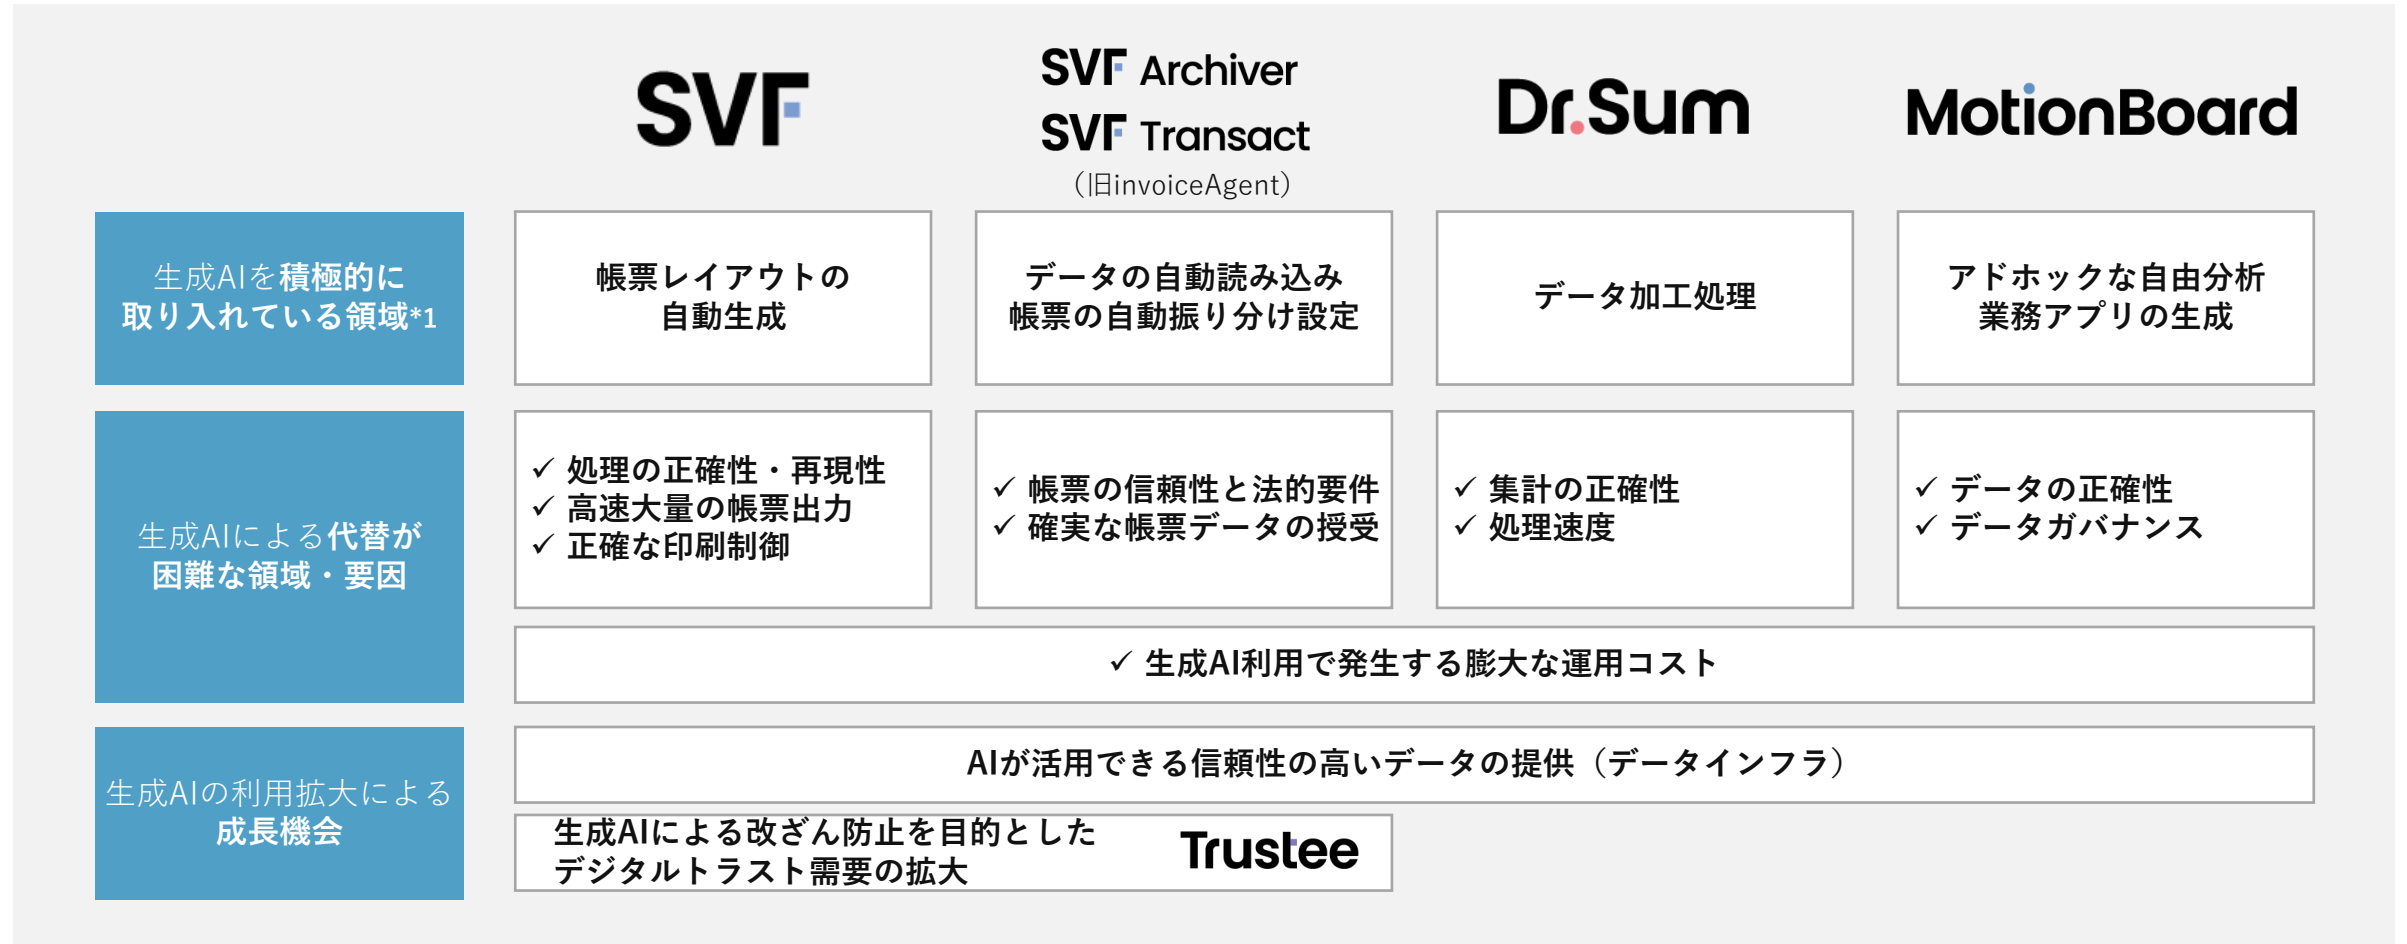 SVF
SVF Archiver
SVF Transact
（旧invoiceAgent）
Dr.Sum
MotionBoard
生成AIを積極的に
取り入れている領域*1
帳票レイアウトの
自動生成
データの自動読み込み
帳票の自動振り分け設定
データ加工処理
アドホックな自由分析
業務アプリの生成
生成AIによる代替が
困難な領域・要因
✓ 処理の正確性・再現性
✓ 高速大量の帳票出力
✓ 正確な印刷制御
✓ 帳票の信頼性と法的要件
✓ 確実な帳票データの授受
✓ 集計の正確性
✓ 処理速度
✓ データの正確性
✓ データガバナンス
✓ 生成AI利用で発生する膨大な運用コスト
生成AIの利用拡大による
成長機会
AIが活用できる信頼性の高いデータの提供（データインフラ）
生成AIによる改ざん防止を目的とした
デジタルトラスト需要の拡大
Trustee